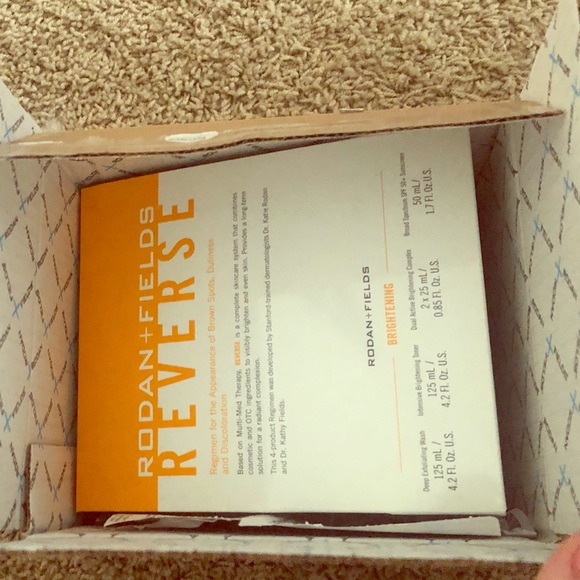 RODAN+FIELDS
REVERSE
Regimen for the Appearance of Brown Spots, Dullness
and Discoloration
Based on Multi-Med Therapy, REVERSE is a complete skincare system that combines
cosmetic and OTC ingredients to visibly brighten and even skin. Provides a long-term
solution for a radiant complexion.
This 4-product Regimen was developed by Stanford-trained dermatologists Dr. Katie Rodan
and Dr. Kathy Fields.
RODAN+FIELDS
BRIGHTENING
Deep Exfoliating Wash
125 mL/
4.2 Fl. Oz. U.S.
Intensive Brightening Toner
125 mL /
4.2 Fl. Oz. U.S.
Dual Active Brightening Complex
2 x 25 mL/
0.85 Fl. Oz. U.S.
Broad Spectrum SPF 50+ Sunscreen
50 mL/
1.7 Fl.Oz.U.S.